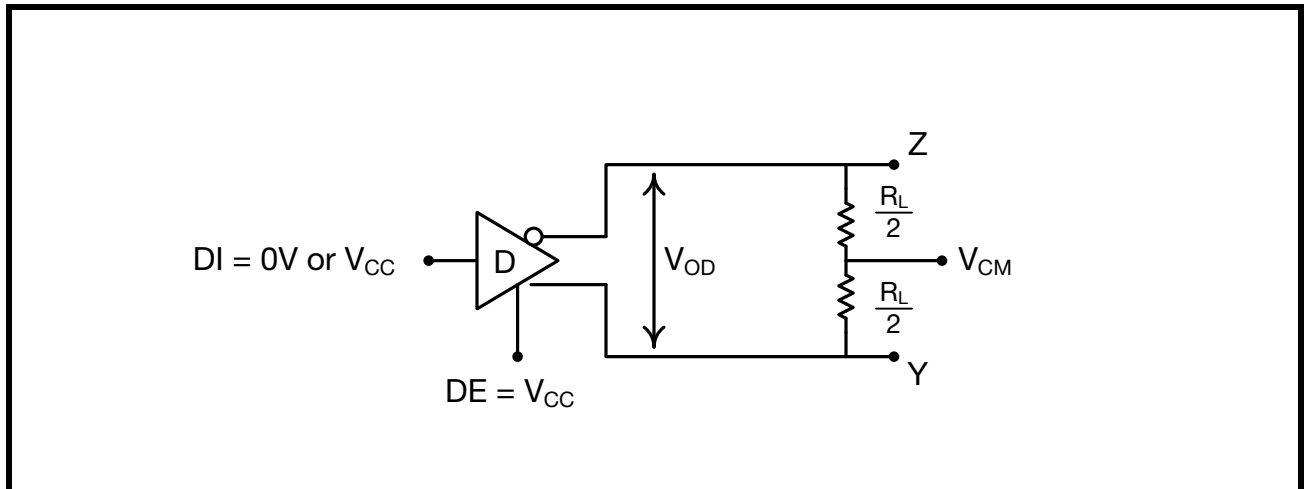 Z
R_L
2
DI = 0V or V_CC
D
V_OD
V_CM
R_L
2
Y
DE = V_CC